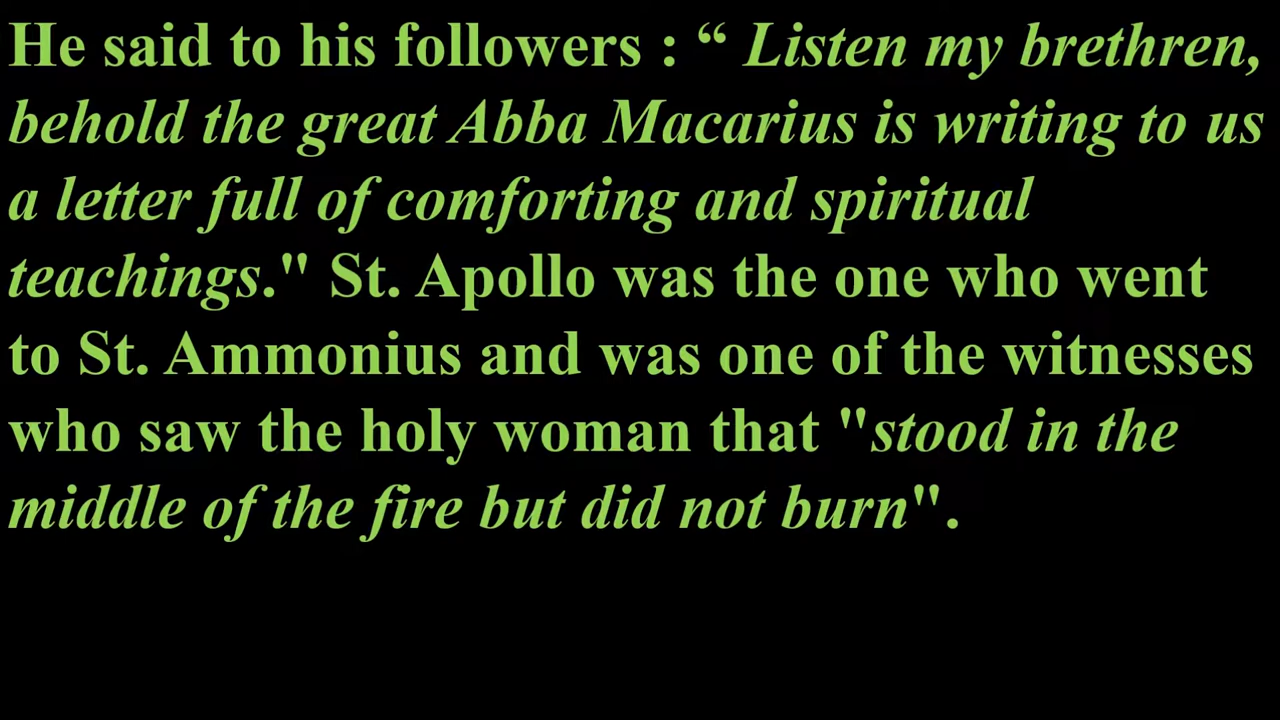 He said to his followers : “ Listen my brethren,
behold the great Abba Macarius is writing to us
a letter full of comforting and spiritual
teachings." St. Apollo was the one who went
to St. Ammonius and was one of the witnesses
who saw the holy woman that "stood in the
middle of the fire but did not burn".